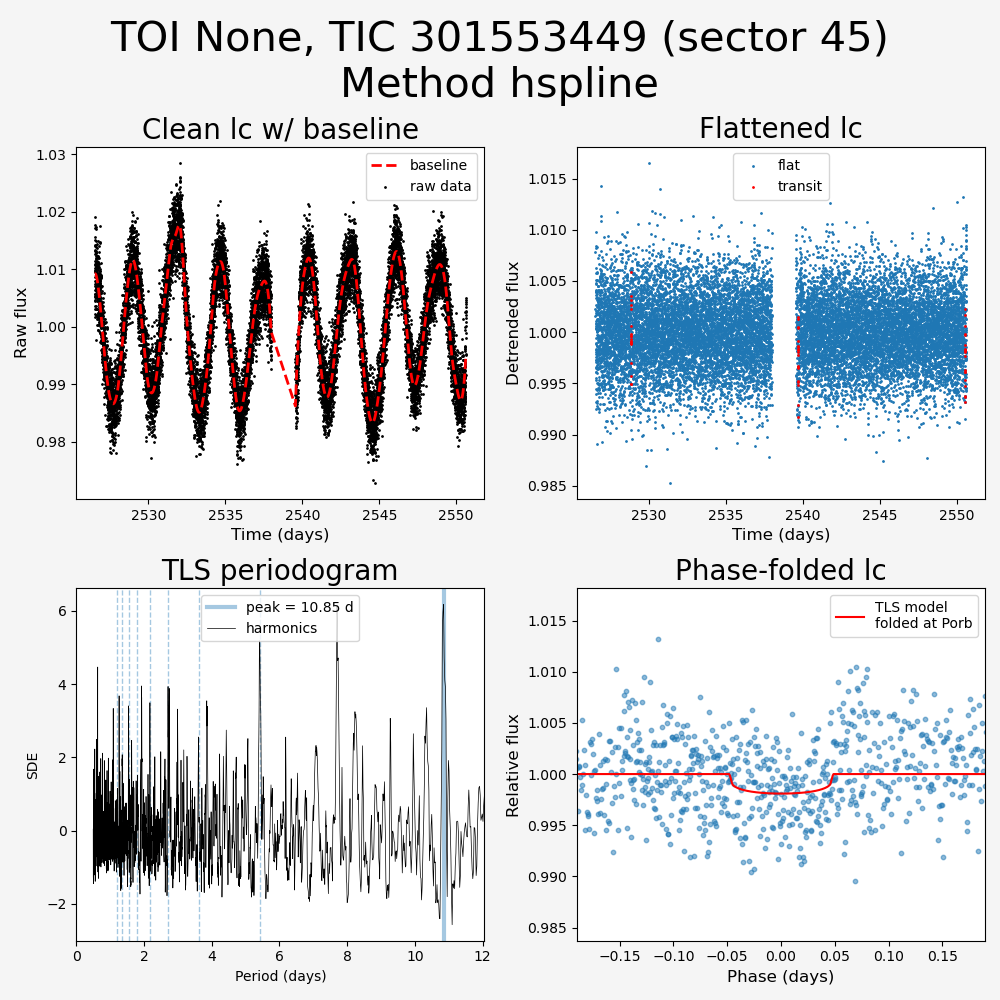 TOI None, TIC 301553449 (sector 45)
Method hspline
Clean lc w/ baseline
Raw flux
1.03
1.02
1.01
1.00
0.99
0.98
baseline
raw data
2530
2535
2540
2545
2550
Time (days)
Flattened lc
Detrended flux
1.015
1.010
1.005
1.000
0.995
0.990
0.985
flat
transit
2530
2535
2540
2545
2550
Time (days)
TLS periodogram
SDE
6
4
2
0
−2
peak = 10.85 d
harmonics
0
2
4
6
8
10
12
Period (days)
Phase-folded lc
Relative flux
1.015
1.010
1.005
1.000
0.995
0.990
0.985
TLS model
folded at Porb
−0.15
−0.10
−0.05
0.00
0.05
0.10
0.15
Phase (days)